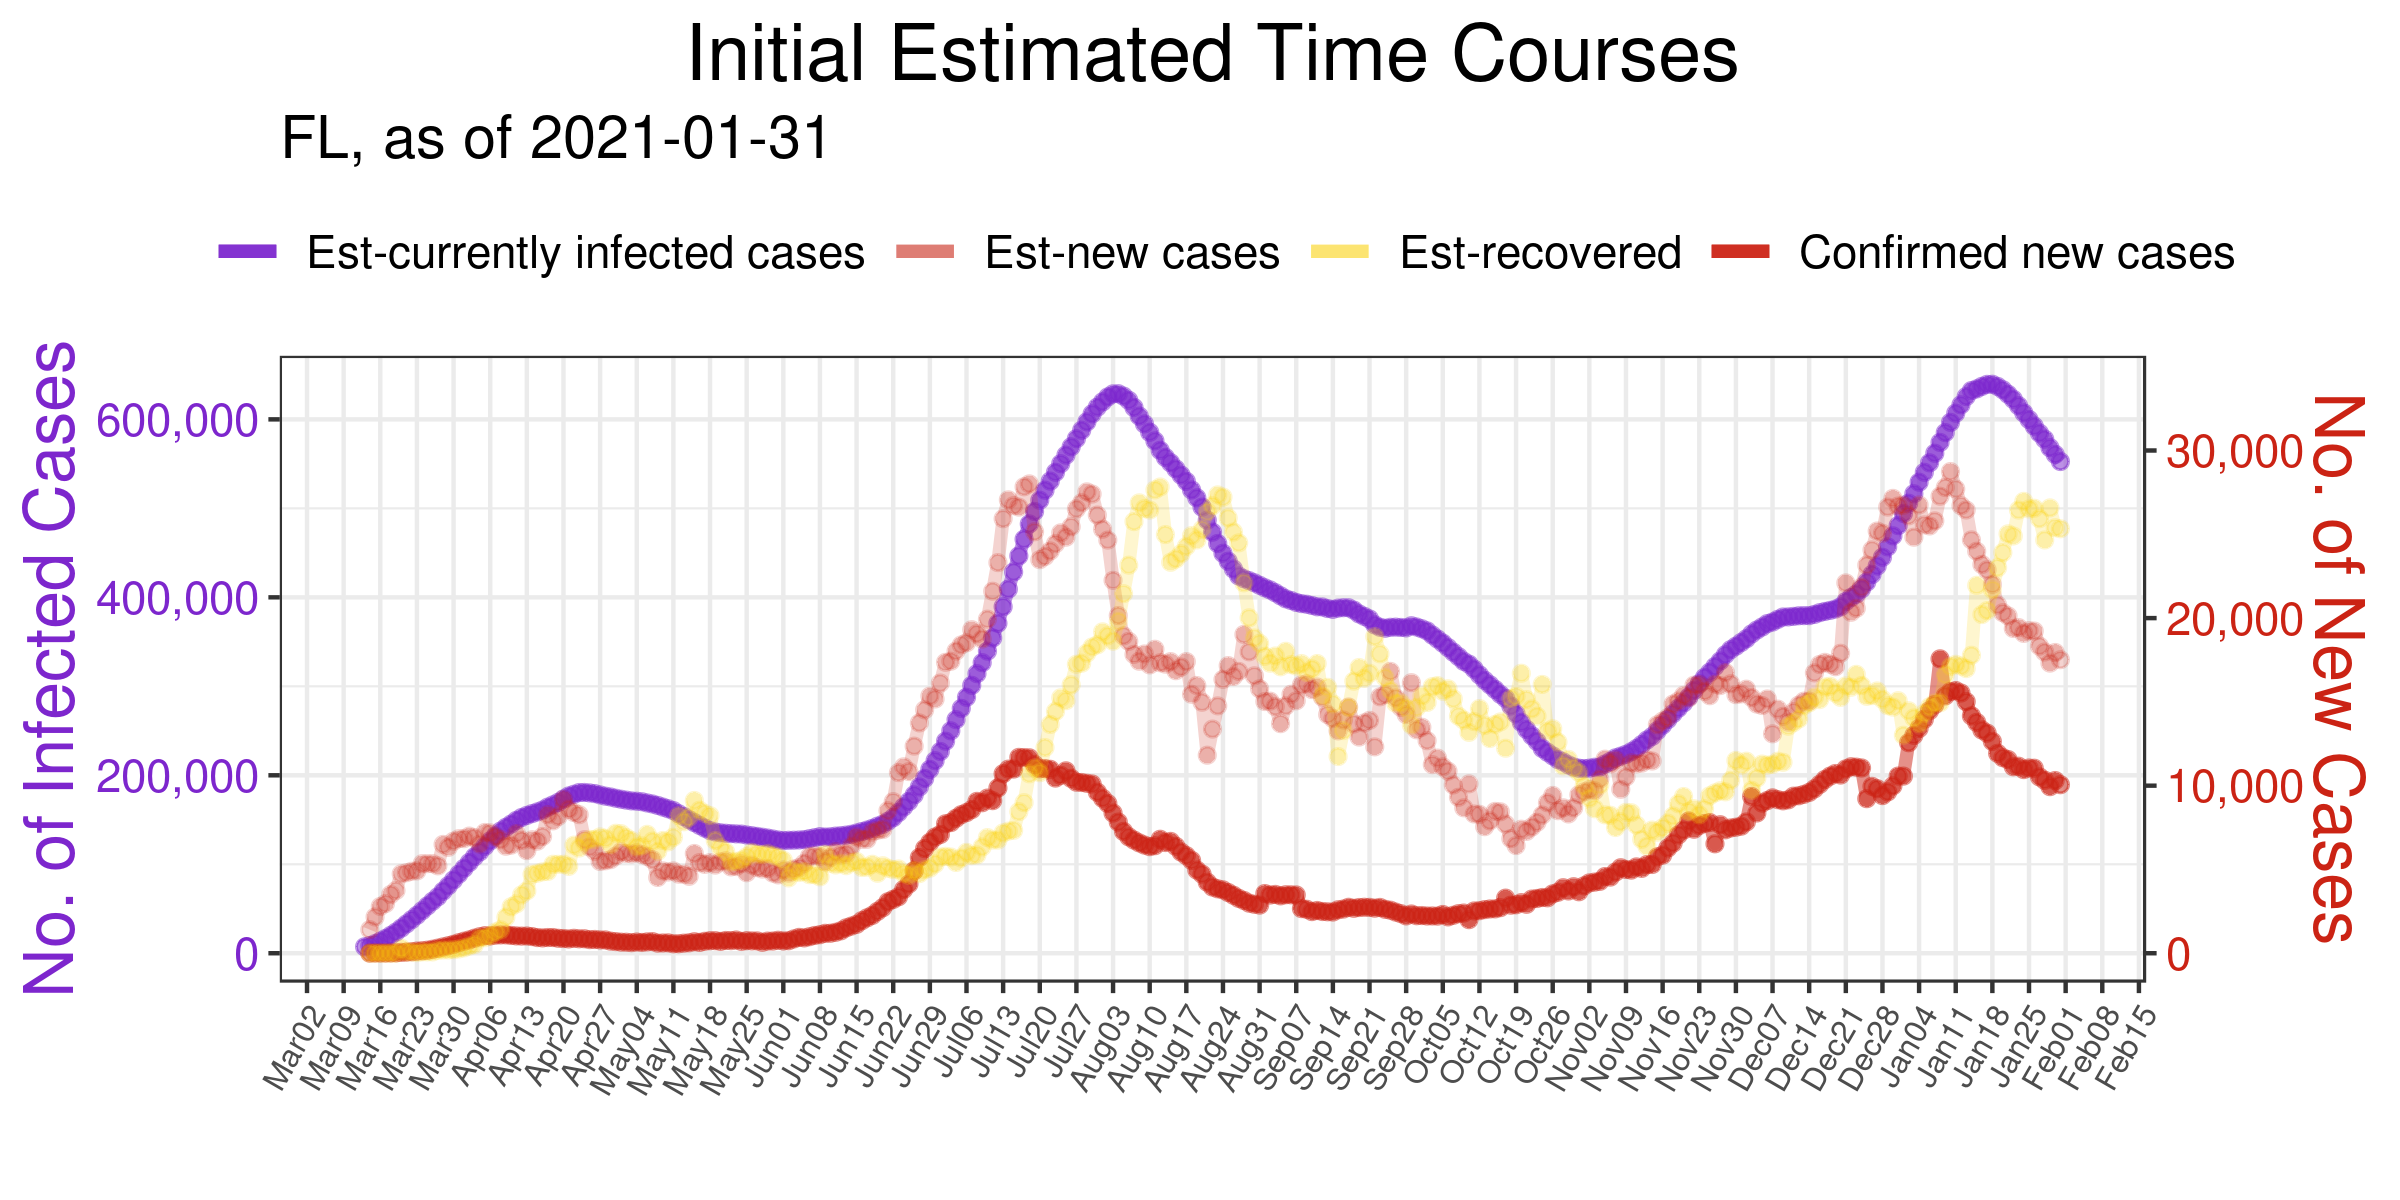 Initial Estimated Time Courses
FL, as of 2021-01-31
Est-currently infected cases Est-new cases Est-recovered Confirmed new cases
No. of Infected Cases
600,000
400,000
200,000
0
No. of New Cases
30,000
20,000
10,000
0
Mar02 Mar09 Mar16 Mar23 Mar30 Apr06 Apr13 Apr20 Apr27 May04 May11 May18 May25 Jun01 Jun08 Jun15 Jun22 Jun29 Jul06 Jul13 Jul20 Jul27 Aug03 Aug10 Aug17 Aug24 Aug31 Sep07 Sep14 Sep21 Sep28 Oct05 Oct12 Oct19 Oct26 Nov02 Nov09 Nov16 Nov23 Nov30 Dec07 Dec14 Dec21 Dec28 Jan04 Jan11 Jan18 Jan25 Feb01 Feb08 Feb15